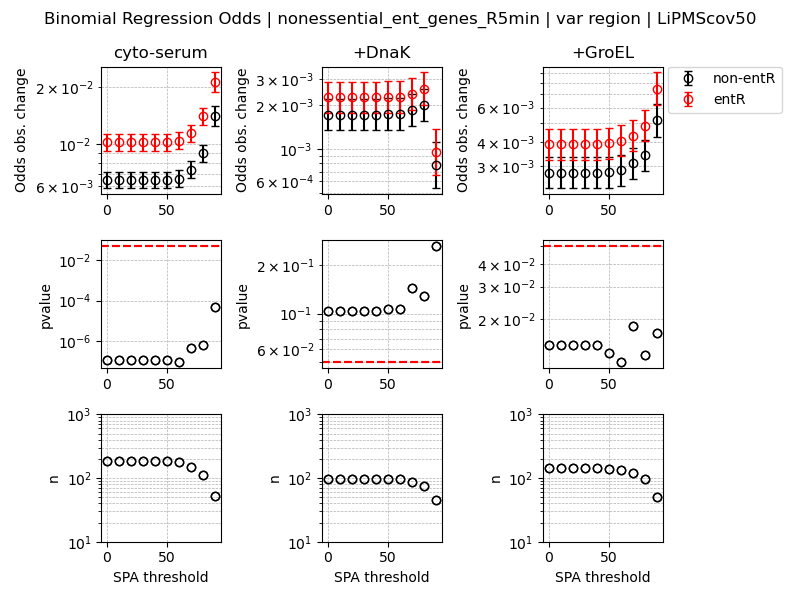 Binomial Regression Odds | nonessential_ent_genes_R5min | var region | LiPMScov50
cyto-serum
+DnaK
+GroEL
Odds obs. change
2 × 10⁻²
10⁻²
6 × 10⁻³
0
50
Odds obs. change
3 × 10⁻³
2 × 10⁻³
10⁻³
6 × 10⁻⁴
0
50
Odds obs. change
6 × 10⁻³
4 × 10⁻³
3 × 10⁻³
0
50
non-entR
entR
pvalue
10⁻²
10⁻⁴
10⁻⁶
0
50
pvalue
2 × 10⁻¹
10⁻¹
6 × 10⁻²
0
50
pvalue
4 × 10⁻²
3 × 10⁻²
2 × 10⁻²
0
50
n
10³
10²
10¹
0
50
SPA threshold
n
10³
10²
10¹
0
50
SPA threshold
n
10³
10²
10¹
0
50
SPA threshold